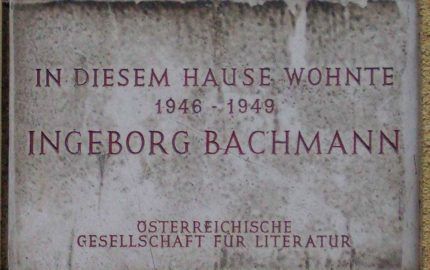 IN DIESEM HAUSE WOHNTE
1946 - 1949
INGEBORG BACHMANN
ÖSTERREICHISCHE
GESELLSCHAFT FÜR LITERATUR